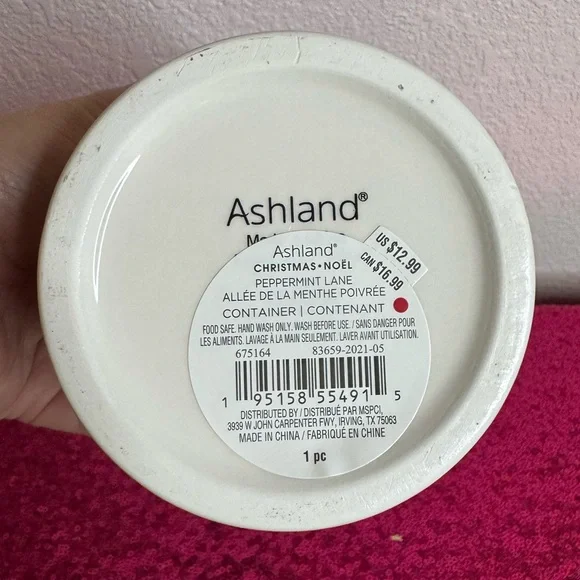 Ashland®
Ashland®
CHRISTMAS • NOËL
PEPPERMINT LANE
ALLÉE DE LA MENTHE POIVRÉE
CONTAINER | CONTENANT
US $12.99
CAN $16.99
FOOD SAFE. HAND WASH ONLY. WASH BEFORE USE. / SANS DANGER POUR
LES ALIMENTS. LAVAGE À LA MAIN SEULEMENT. LAVER AVANT UTILISATION.
675164 83659-2021-05
1 95158 55491 5
DISTRIBUTED BY / DISTRIBUÉ PAR MSPCI,
3939 W JOHN CARPENTER FWY, IRVING, TX 75063
MADE IN CHINA / FABRIQUÉ EN CHINE
1 pc